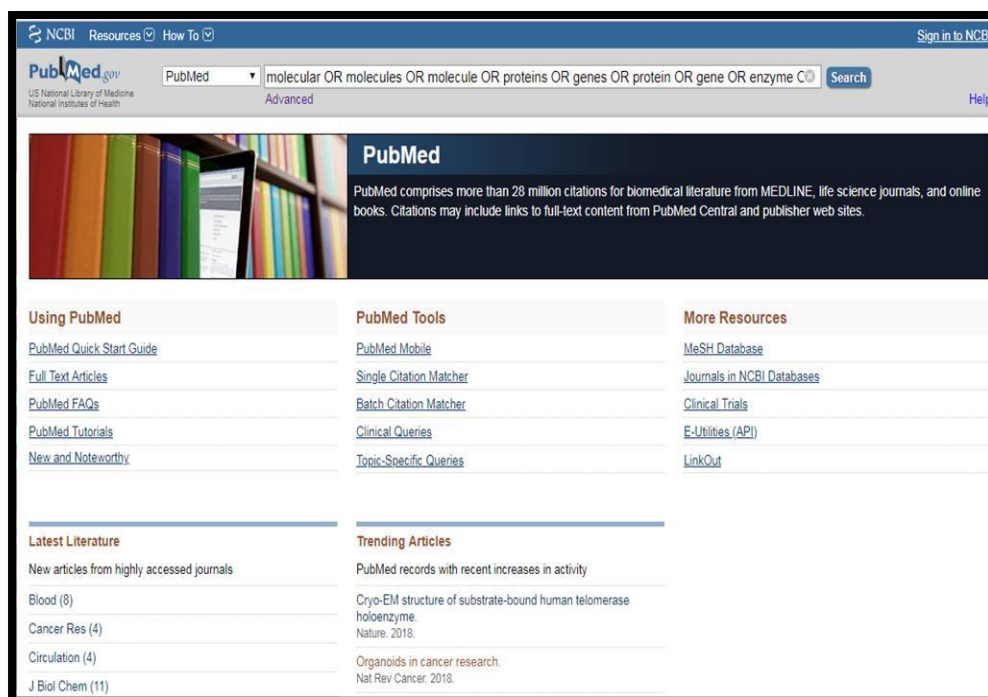 NCBI Resources How To
Sign in to NCB
PubMed.gov
US National Library of Medicine
National Institutes of Health
PubMed
molecular OR molecules OR molecule OR proteins OR genes OR protein OR gene OR enzyme O
Search
Advanced
Help
PubMed
PubMed comprises more than 28 million citations for biomedical literature from MEDLINE, life science journals, and online
books. Citations may include links to full-text content from PubMed Central and publisher web sites.
Using PubMed
PubMed Quick Start Guide
Full Text Articles
PubMed FAQs
PubMed Tutorials
New and Noteworthy
PubMed Tools
PubMed Mobile
Single Citation Matcher
Batch Citation Matcher
Clinical Queries
Topic-Specific Queries
More Resources
MeSH Database
Journals in NCBI Databases
Clinical Trials
E-Utilities (API)
LinkOut
Latest Literature
New articles from highly accessed journals
Blood (8)
Cancer Res (4)
Circulation (4)
J Biol Chem (11)
Trending Articles
PubMed records with recent increases in activity
Cryo-EM structure of substrate-bound human telomerase
holoenzyme.
Nature. 2018.
Organoids in cancer research.
Nat Rev Cancer. 2018.